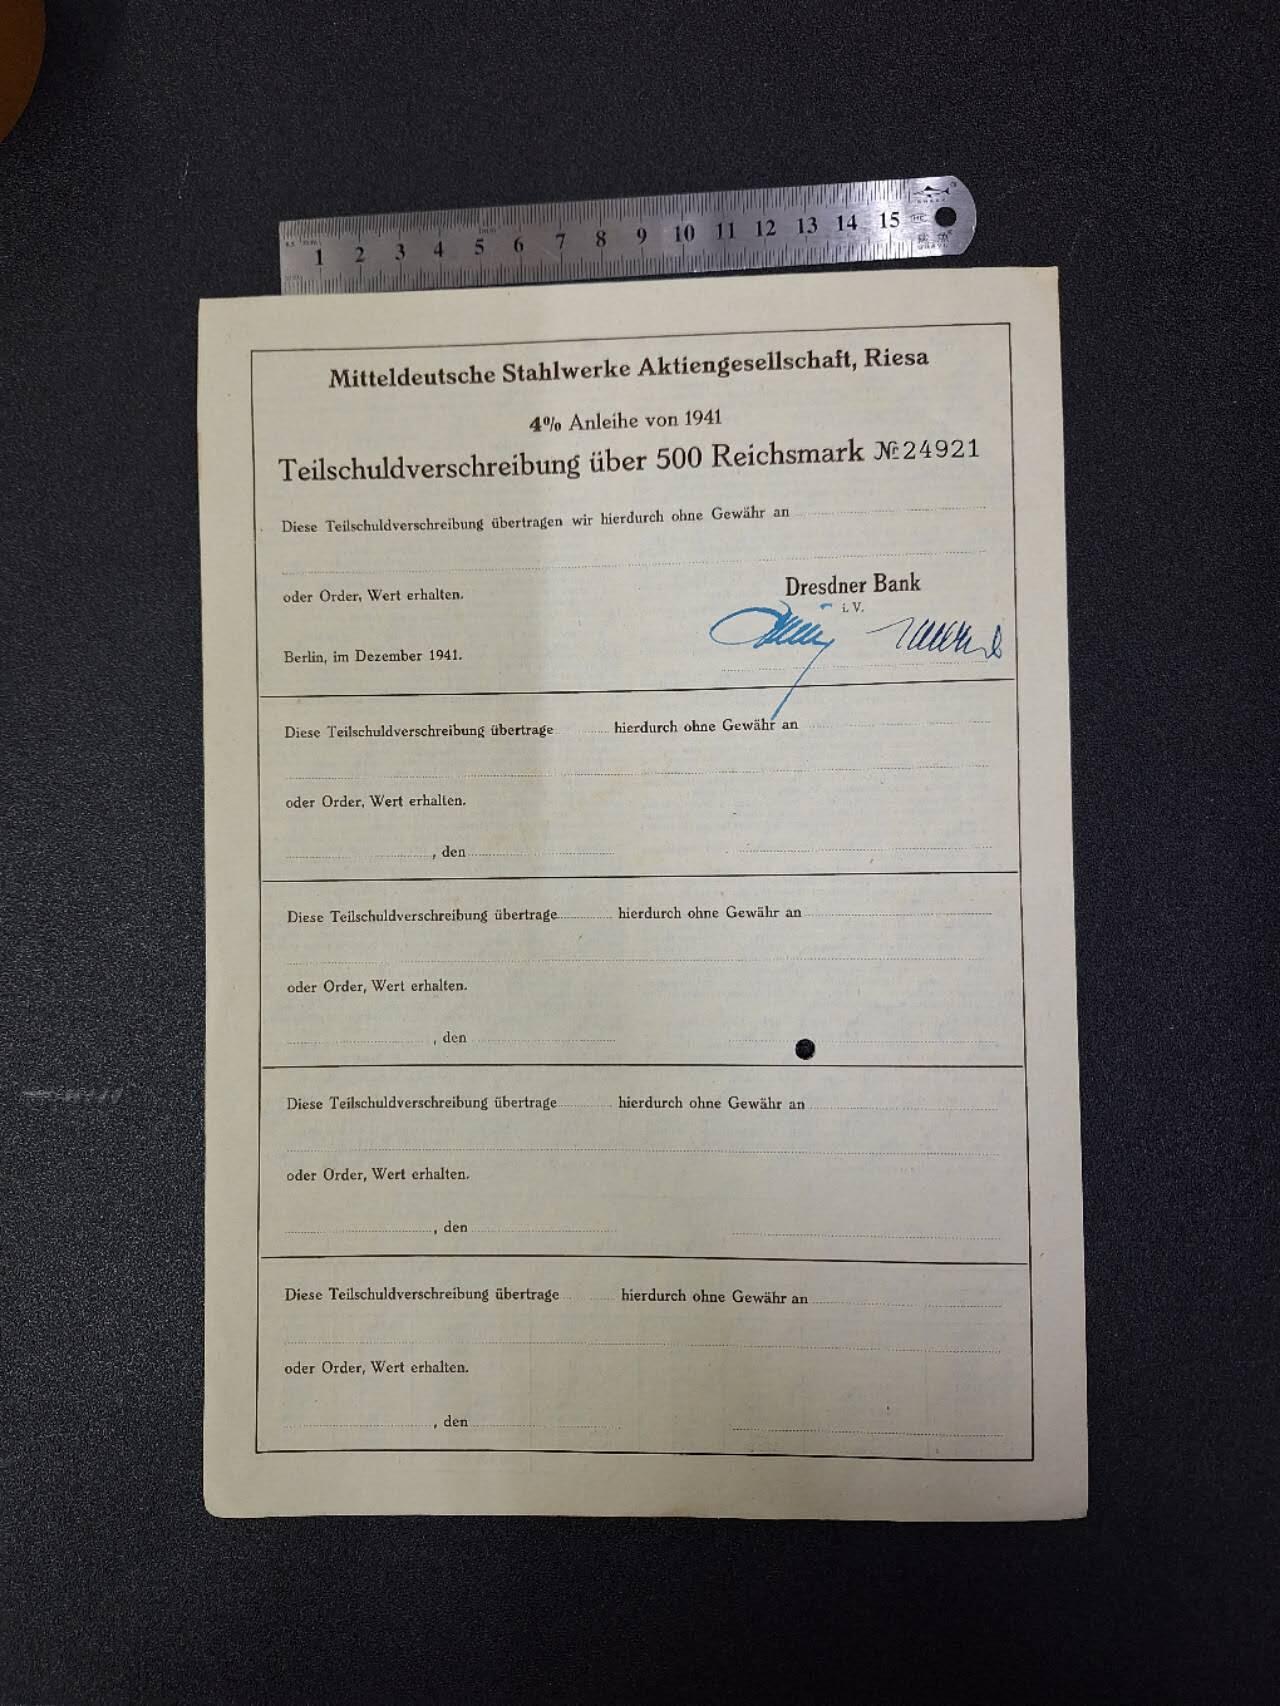 1 2 3 4 5 6 7 8 9 10 11 12 13 14 15
Mitteldeutsche Stahlwerke Aktiengesellschaft, Riesa
4% Anleihe von 1941
Teilschuldverschreibung über 500 Reichsmark № 24921
Diese Teilschuldverschreibung übertragen wir hierdurch ohne Gewähr an
oder Order, Wert erhalten.
Dresdner Bank
i. V.
Berlin, im Dezember 1941.
Diese Teilschuldverschreibung übertrage hierdurch ohne Gewähr an
oder Order, Wert erhalten.
, den
Diese Teilschuldverschreibung übertrage hierdurch ohne Gewähr an
oder Order, Wert erhalten.
, den
Diese Teilschuldverschreibung übertrage hierdurch ohne Gewähr an
oder Order, Wert erhalten.
, den
Diese Teilschuldverschreibung übertrage hierdurch ohne Gewähr an
oder Order, Wert erhalten.
, den